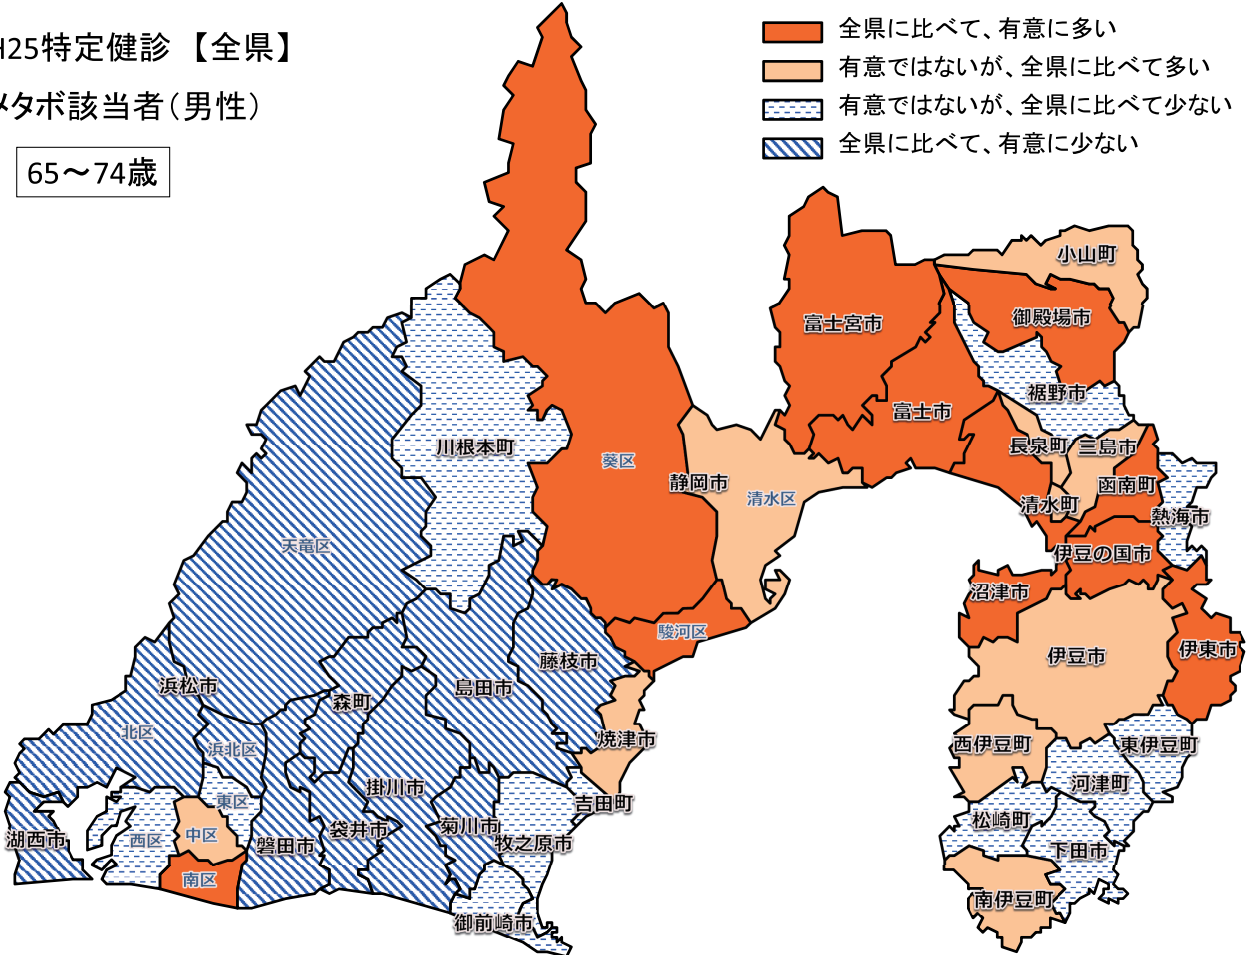 H25特定健診 【全県】
メタボ該当者(男性)
65～74歳
全県に比べて、有意に多い
有意ではないが、全県に比べて多い
有意ではないが、全県に比べて少ない
全県に比べて、有意に少ない
小山町
御殿場市
富士宮市
裾野市
富士市
長泉町
三島市
川根本町
葵区
静岡市
清水区
函南町
清水町
熱海市
天竜区
伊豆の国市
沼津市
駿河区
伊東市
伊豆市
藤枝市
浜松市
島田市
森町
北区
浜北区
焼津市
西伊豆町
東伊豆町
河津町
掛川市
東区
吉田町
松崎町
湖西市
西区
中区
磐田市
袋井市
菊川市
牧之原市
下田市
南区
南伊豆町
御前崎市